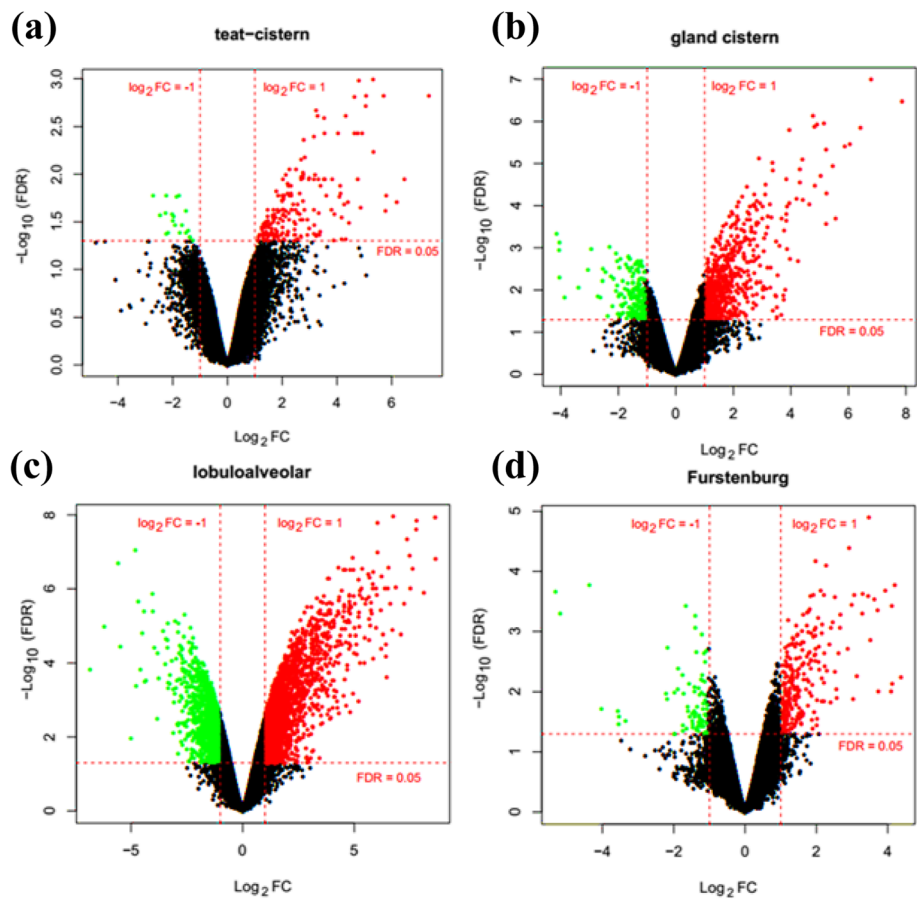 (a)
teat-cistern
log2 FC = -1
log2 FC = 1
FDR = 0.05
-Log10 (FDR)
0.0 0.5 1.0 1.5 2.0 2.5 3.0
-4 -2 0 2 4 6
Log2 FC
(b)
gland cistern
log2 FC = -1
log2 FC = 1
FDR = 0.05
-Log10 (FDR)
0 1 2 3 4 5 6 7
-4 -2 0 2 4 6 8
Log2 FC
(c)
lobuloalveolar
log2 FC = -1
log2 FC = 1
FDR = 0.05
-Log10 (FDR)
0 2 4 6 8
-5 0 5
Log2 FC
(d)
Furstenburg
log2 FC = -1
log2 FC = 1
FDR = 0.05
-Log10 (FDR)
0 1 2 3 4 5
-4 -2 0 2 4
Log2 FC